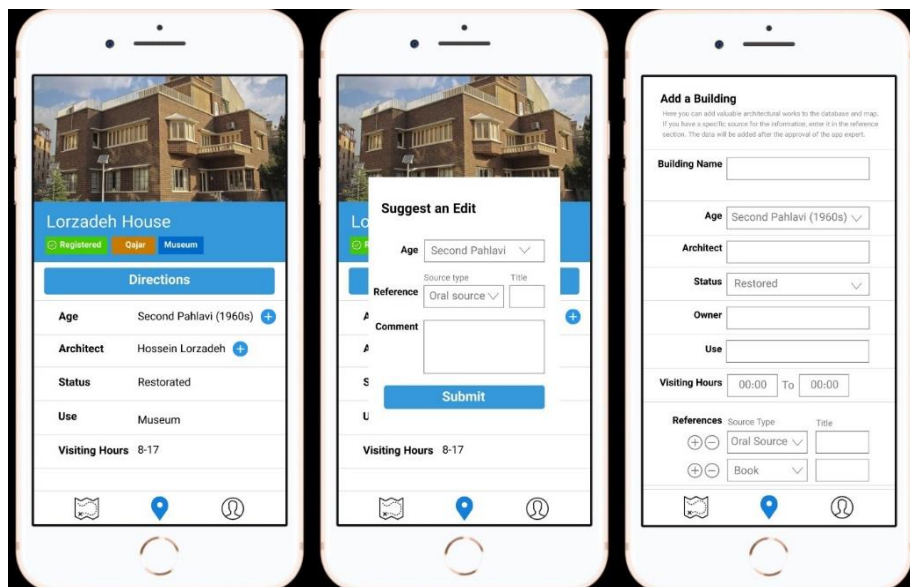 Lorzadeh House
Registered Qajar Museum
Directions
Age Second Pahlavi (1960s)
Architect Hossein Lorzadeh
Status Restorated
Use Museum
Visiting Hours 8-17
Lo
R
Suggest an Edit
Age Second Pahlavi
Source type Title
Reference Oral source
Comment
Submit
A
A
S
U
Visiting Hours 8-17
Add a Building
Here you can add valuable architectural works to the database and map.
If you have a specific source for the information, enter it in the reference
section. The data will be added after the approval of the app expert.
Building Name
Age Second Pahlavi (1960s)
Architect
Status Restored
Owner
Use
Visiting Hours 00:00 To 00:00
References Source Type Title
Oral Source
Book